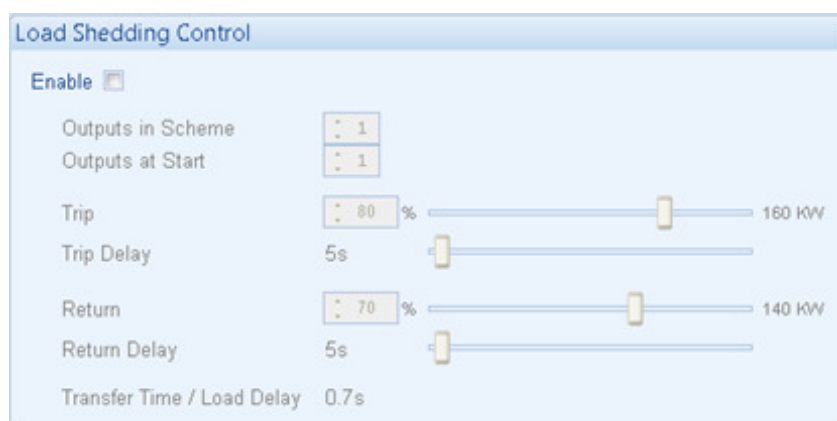 Load Shedding Control
Enable
Outputs in Scheme 1
Outputs at Start 1
Trip 80 % 160 KW
Trip Delay 5s
Return 70 % 140 KW
Return Delay 5s
Transfer Time / Load Delay 0.7s